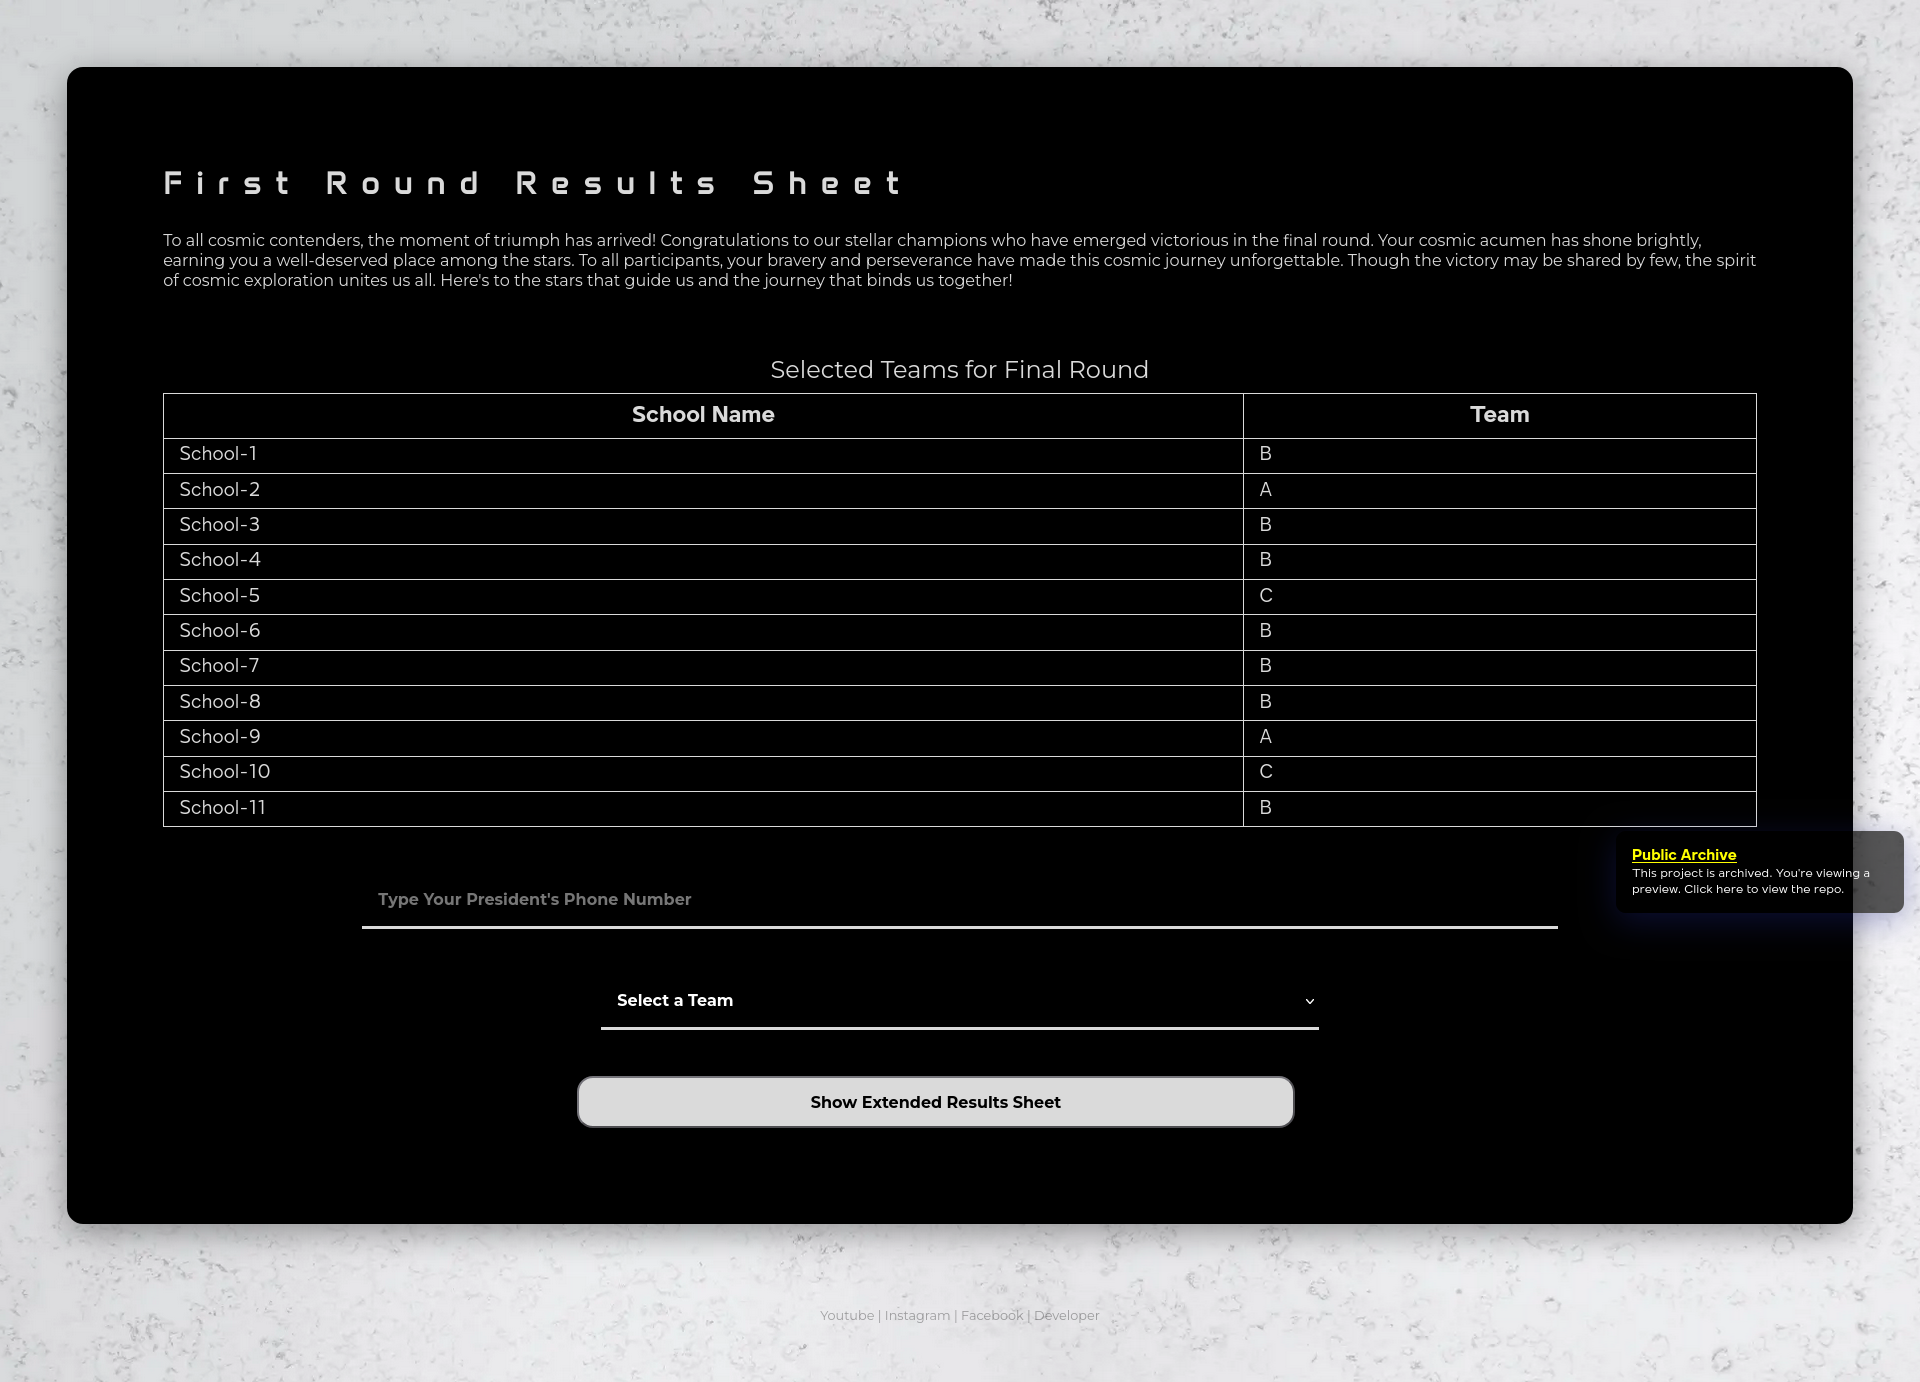 First Round Results Sheet
To all cosmic contenders, the moment of triumph has arrived! Congratulations to our stellar champions who have emerged victorious in the final round. Your cosmic acumen has shone brightly,
earning you a well-deserved place among the stars. To all participants, your bravery and perseverance have made this cosmic journey unforgettable. Though the victory may be shared by few, the spirit
of cosmic exploration unites us all. Here's to the stars that guide us and the journey that binds us together!
Selected Teams for Final Round
School Name Team
School-1 B
School-2 A
School-3 B
School-4 B
School-5 C
School-6 B
School-7 B
School-8 B
School-9 A
School-10 C
School-11 B
Public Archive
This project is archived. You're viewing a
preview. Click here to view the repo.
Type Your President's Phone Number
Select a Team
Show Extended Results Sheet
Youtube | Instagram | Facebook | Developer